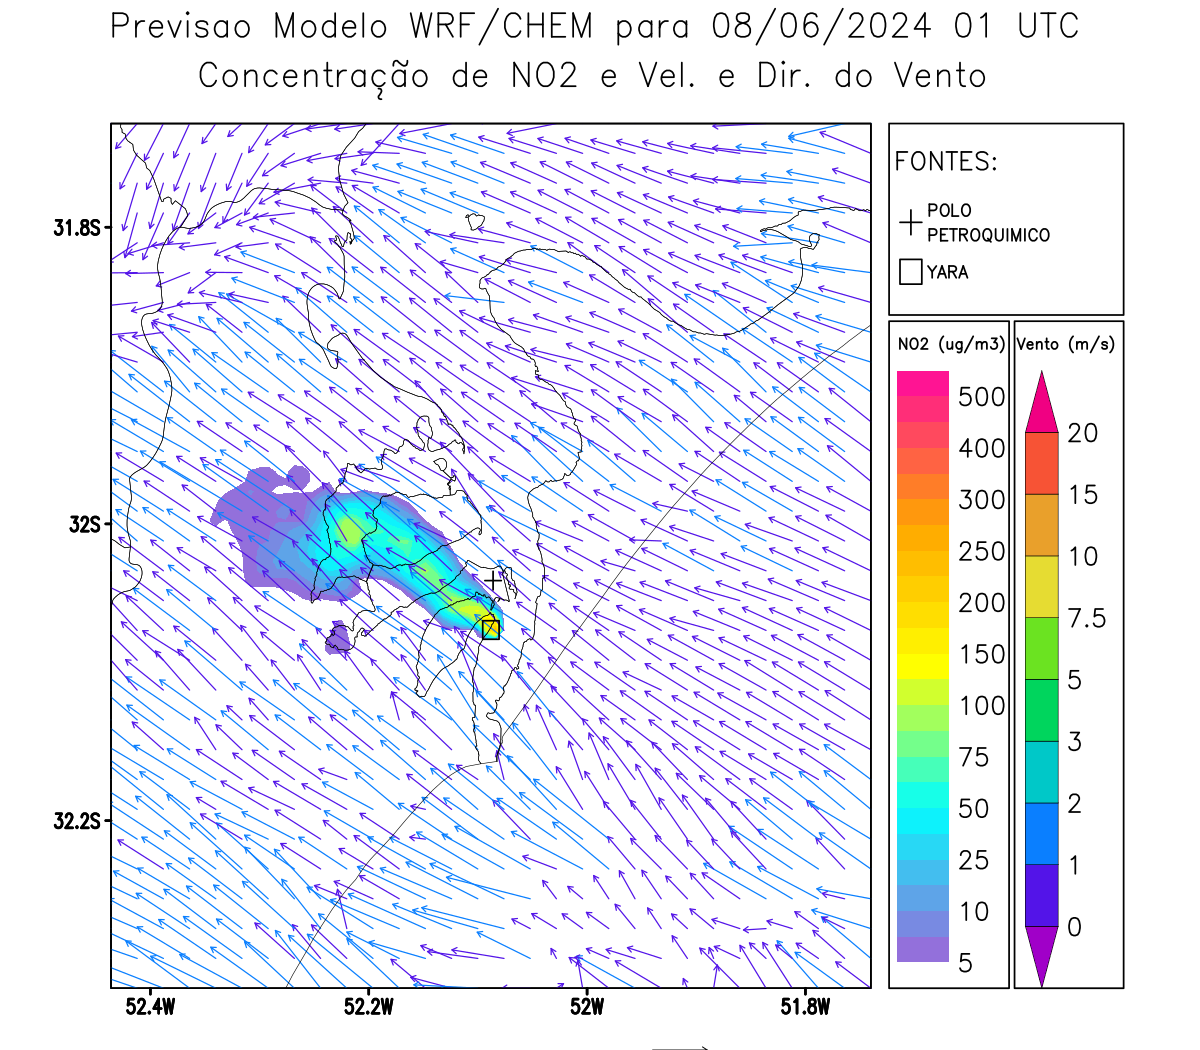 Previsao Modelo WRF/CHEM para 08/06/2024 01 UTC
Concentração de NO2 e Vel. e Dir. do Vento
FONTES:
POLO
PETROQUIMICO
YARA
NO2 (ug/m3)
500
400
300
250
200
150
100
75
50
25
10
5
Vento (m/s)
20
15
10
7.5
5
3
2
1
0
31.8S
32S
32.2S
52.4W
52.2W
52W
51.8W